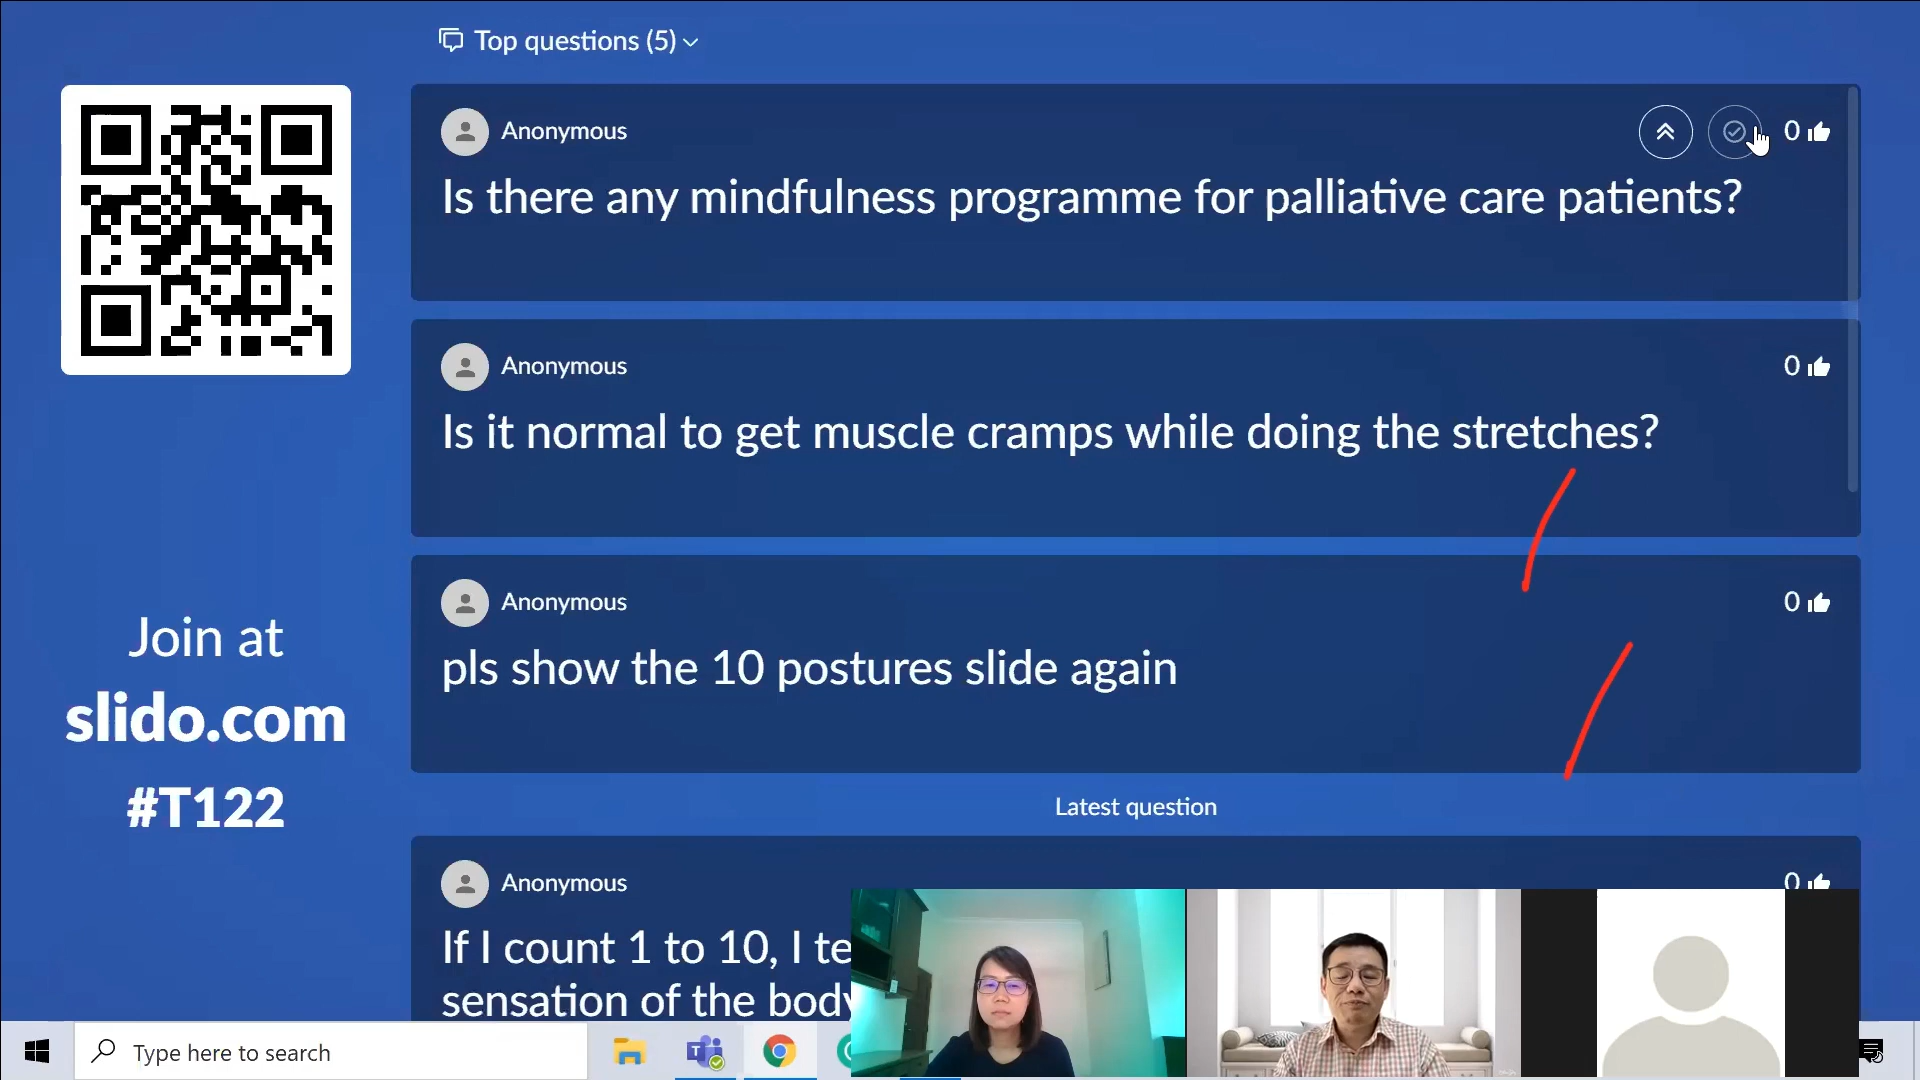 Top questions (5)
Anonymous
0
Is there any mindfulness programme for palliative care patients?
Anonymous
0
Is it normal to get muscle cramps while doing the stretches?
Anonymous
0
pls show the 10 postures slide again
Join at
slido.com
#T122
Latest question
Anonymous
0
If I count 1 to 10, I te
sensation of the body
Type here to search